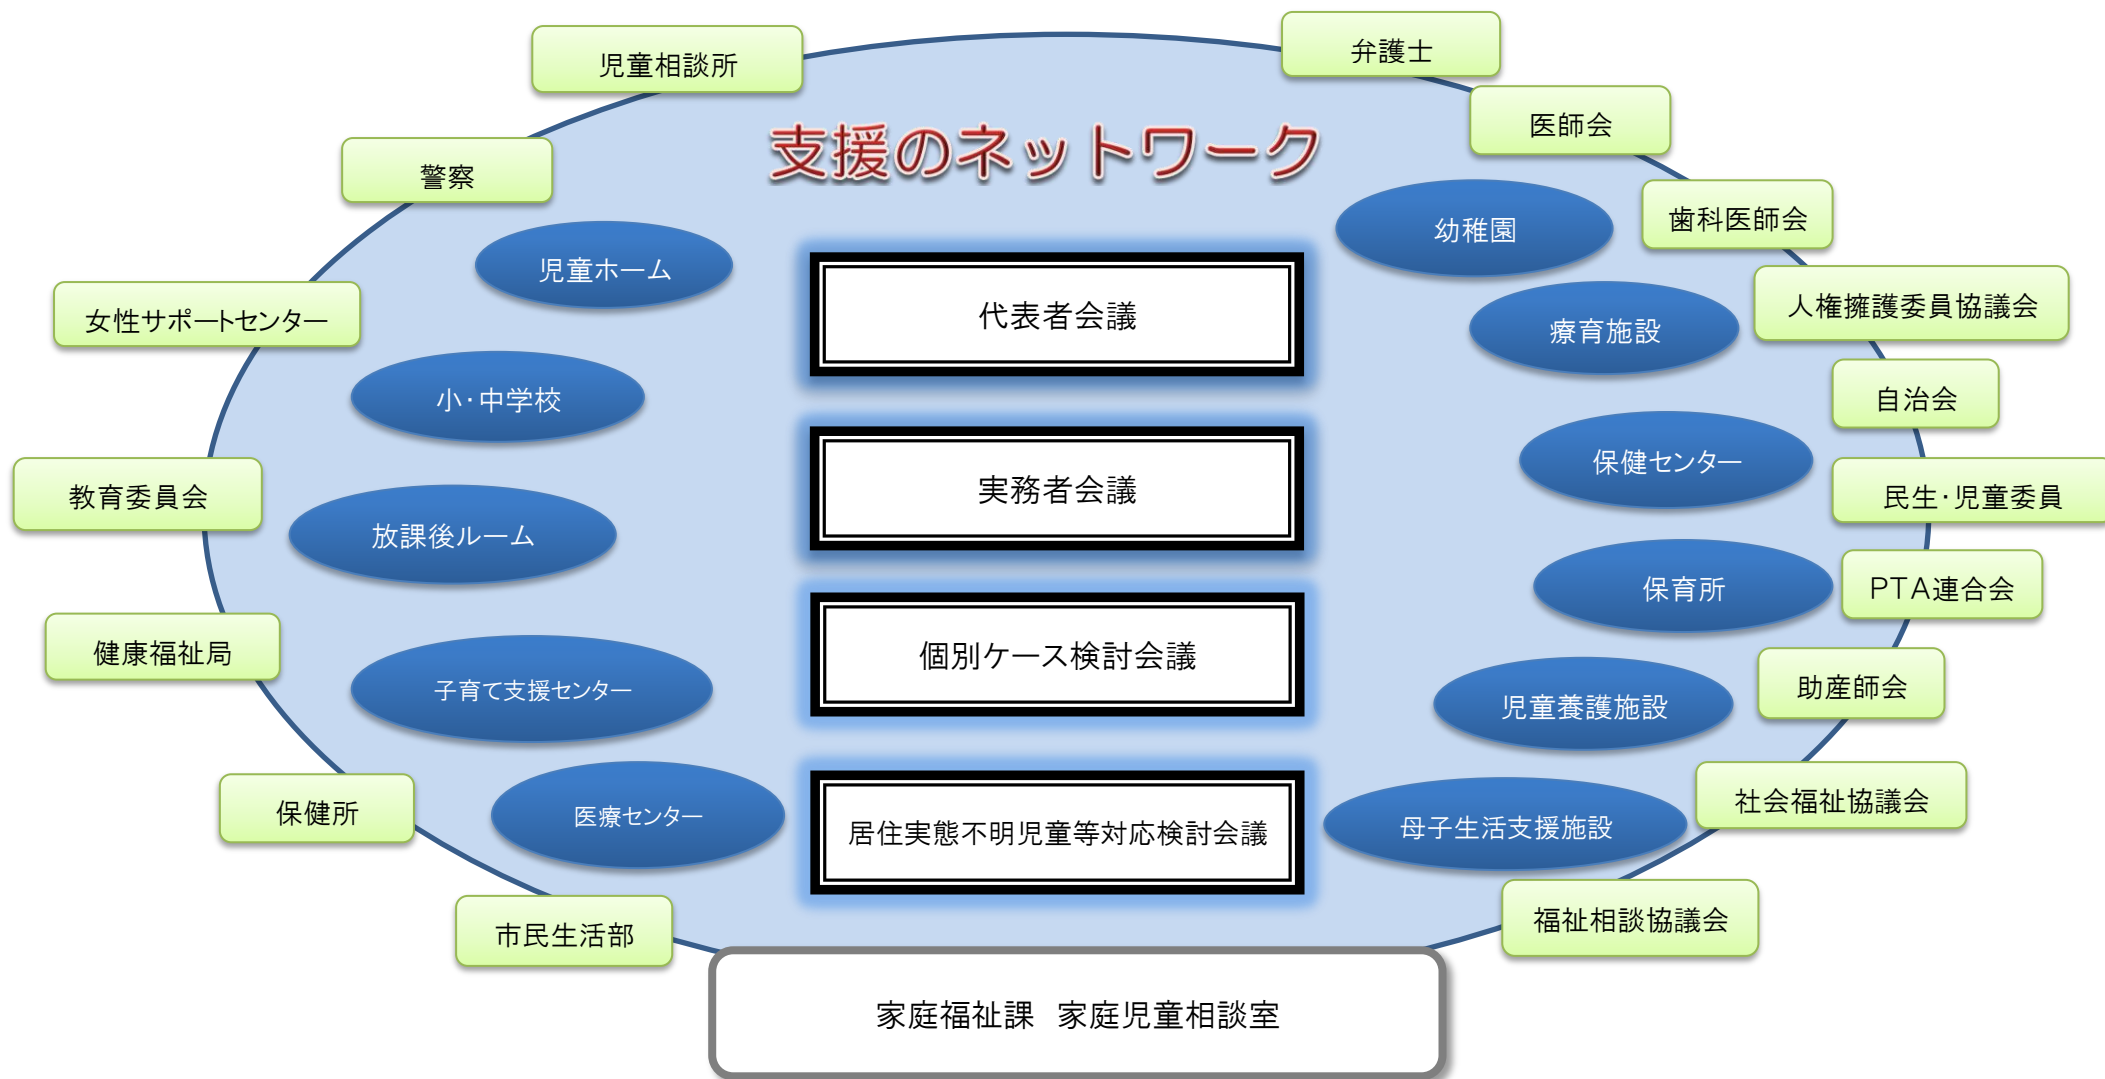 支援のネットワーク
児童相談所
警察
女性サポートセンター
教育委員会
健康福祉局
保健所
市民生活部
児童ホーム
小・中学校
放課後ルーム
子育て支援センター
医療センター
代表者会議
実務者会議
個別ケース検討会議
居住実態不明児童等対応検討会議
幼稚園
療育施設
保健センター
保育所
児童養護施設
母子生活支援施設
弁護士
医師会
歯科医師会
人権擁護委員協議会
自治会
民生・児童委員
PTA連合会
助産師会
社会福祉協議会
福祉相談協議会
家庭福祉課　家庭児童相談室